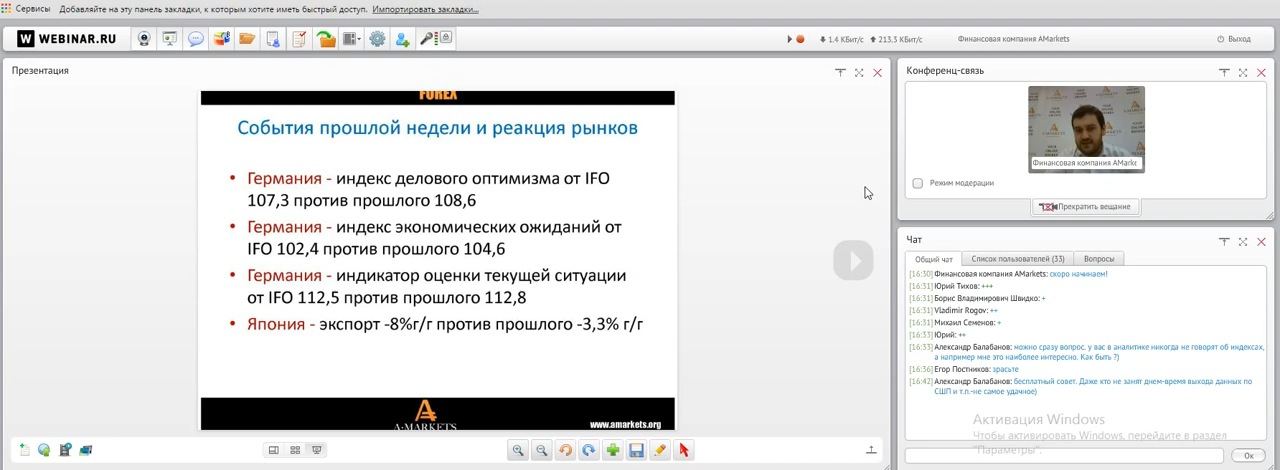 Сервисы Добавляйте на эту панель закладки, к которым хотите иметь быстрый доступ. Импортировать закладки...
W WEBINAR.RU
1.4 КБит/с 213.3 КБит/с Финансовая компания AMarkets Выход
Презентация
FOREX
События прошлой недели и реакция рынков
• Германия - индекс делового оптимизма от IFO
107,3 против прошлого 108,6
• Германия - индекс экономических ожиданий от
IFO 102,4 против прошлого 104,6
• Германия - индикатор оценки текущей ситуации
от IFO 112,5 против прошлого 112,8
• Япония - экспорт -8%г/г против прошлого -3,3% г/г
A-MARKETS
www.amarkets.org
Конференц-связь
Финансовая компания AMarke
Режим модерации
Прекратить вещание
Чат
Общий чат Список пользователей (33) Вопросы
[16:30] Финансовая компания AMarkets: скоро начинаем!
[16:31] Юрий Тихов: +++
[16:31] Борис Владимирович Швидко: +
[16:31] Vladimir Rogov: ++
[16:31] Михаил Семенов: +
[16:33] Юрий: ++
[16:33] Александр Балабанов: можно сразу вопрос. у вас в аналитике никогда не говорят об индексах,
а например мне это наиболее интересно. Как быть ?)
[16:36] Егор Постников: зрасьте
[16:42] Александр Балабанов: бесплатный совет. Даже кто не занят днем-время выхода данных по
СШП и т.п.-не самое удачное)
Активация Windows
Чтобы активировать Windows, перейдите в раздел
"Параметры".
Ок